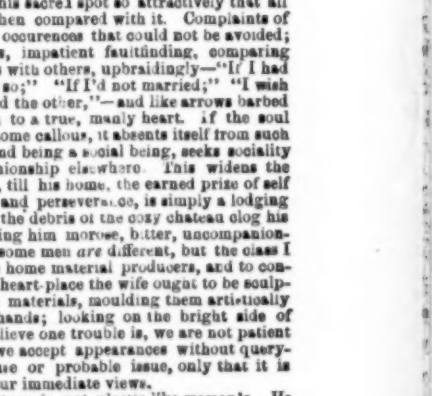 his sacred spot so attractively that all
hen compared with it. Complaints of
occurences that could not be avoided;
s, impatient faultfinding, comparing
s with others, upbraidingly—"If I had
so;" "If I'd not married;" "I wish
d the other,"—and like arrows barbed
to a true, manly heart. If the soul
ome callous, it absents itself from such
nd being a social being, seeks sociality
nionship elsewhere. This widens the
, till his home, the earned prize of self
and perseverance, is simply a lodging
the debris of the cozy chateau clog his
ing him morose, bitter, uncompanion-
some men are different, but the class I
home material producers, and to con-
heart-place the wife ought to be sculp-
materials, moulding them artistically
hands; looking on the bright side of
lieve one trouble is, we are not patient
we accept appearances without query-
use or probable issue, only that it is
ur immediate views.